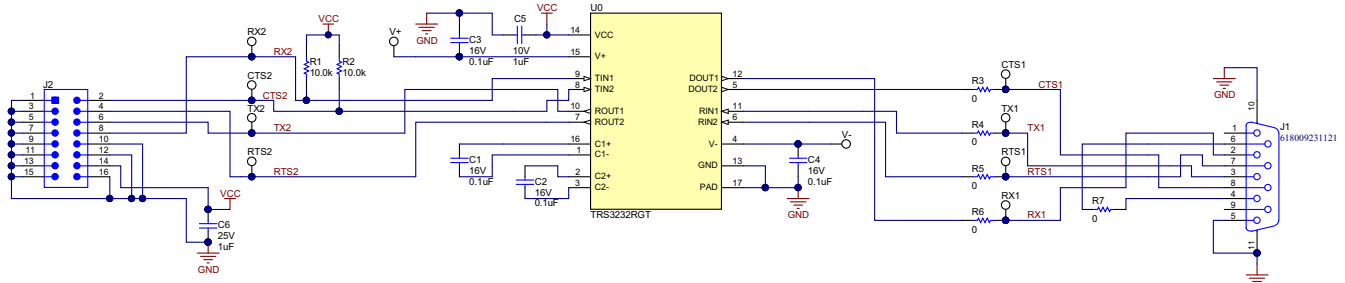 J2
1
3
5
7
9
11
13
15
2
4
6
8
10
12
14
16
RX2
RX2
CTS2
CTS2
TX2
TX2
RTS2
RTS2
VCC
R1
10.0k
R2
10.0k
VCC
C6
25V
1uF
GND
V+
GND
C3
16V
0.1uF
C5
10V
1uF
VCC
C1
16V
0.1uF
C2
16V
0.1uF
U0
14
VCC
15
V+
9
TIN1
8
TIN2
10
ROUT1
7
ROUT2
16
C1+
1
C1-
2
C2+
3
C2-
DOUT1
12
DOUT2
5
RIN1
11
RIN2
6
V-
4
GND
13
PAD
17
TRS3232RGT
V-
C4
16V
0.1uF
GND
R3
0
CTS1
CTS1
R4
0
TX1
TX1
R5
0
RTS1
RTS1
R6
0
RX1
RX1
R7
0
GND
10
J1
618009231121
1
6
2
7
3
8
4
9
5
11